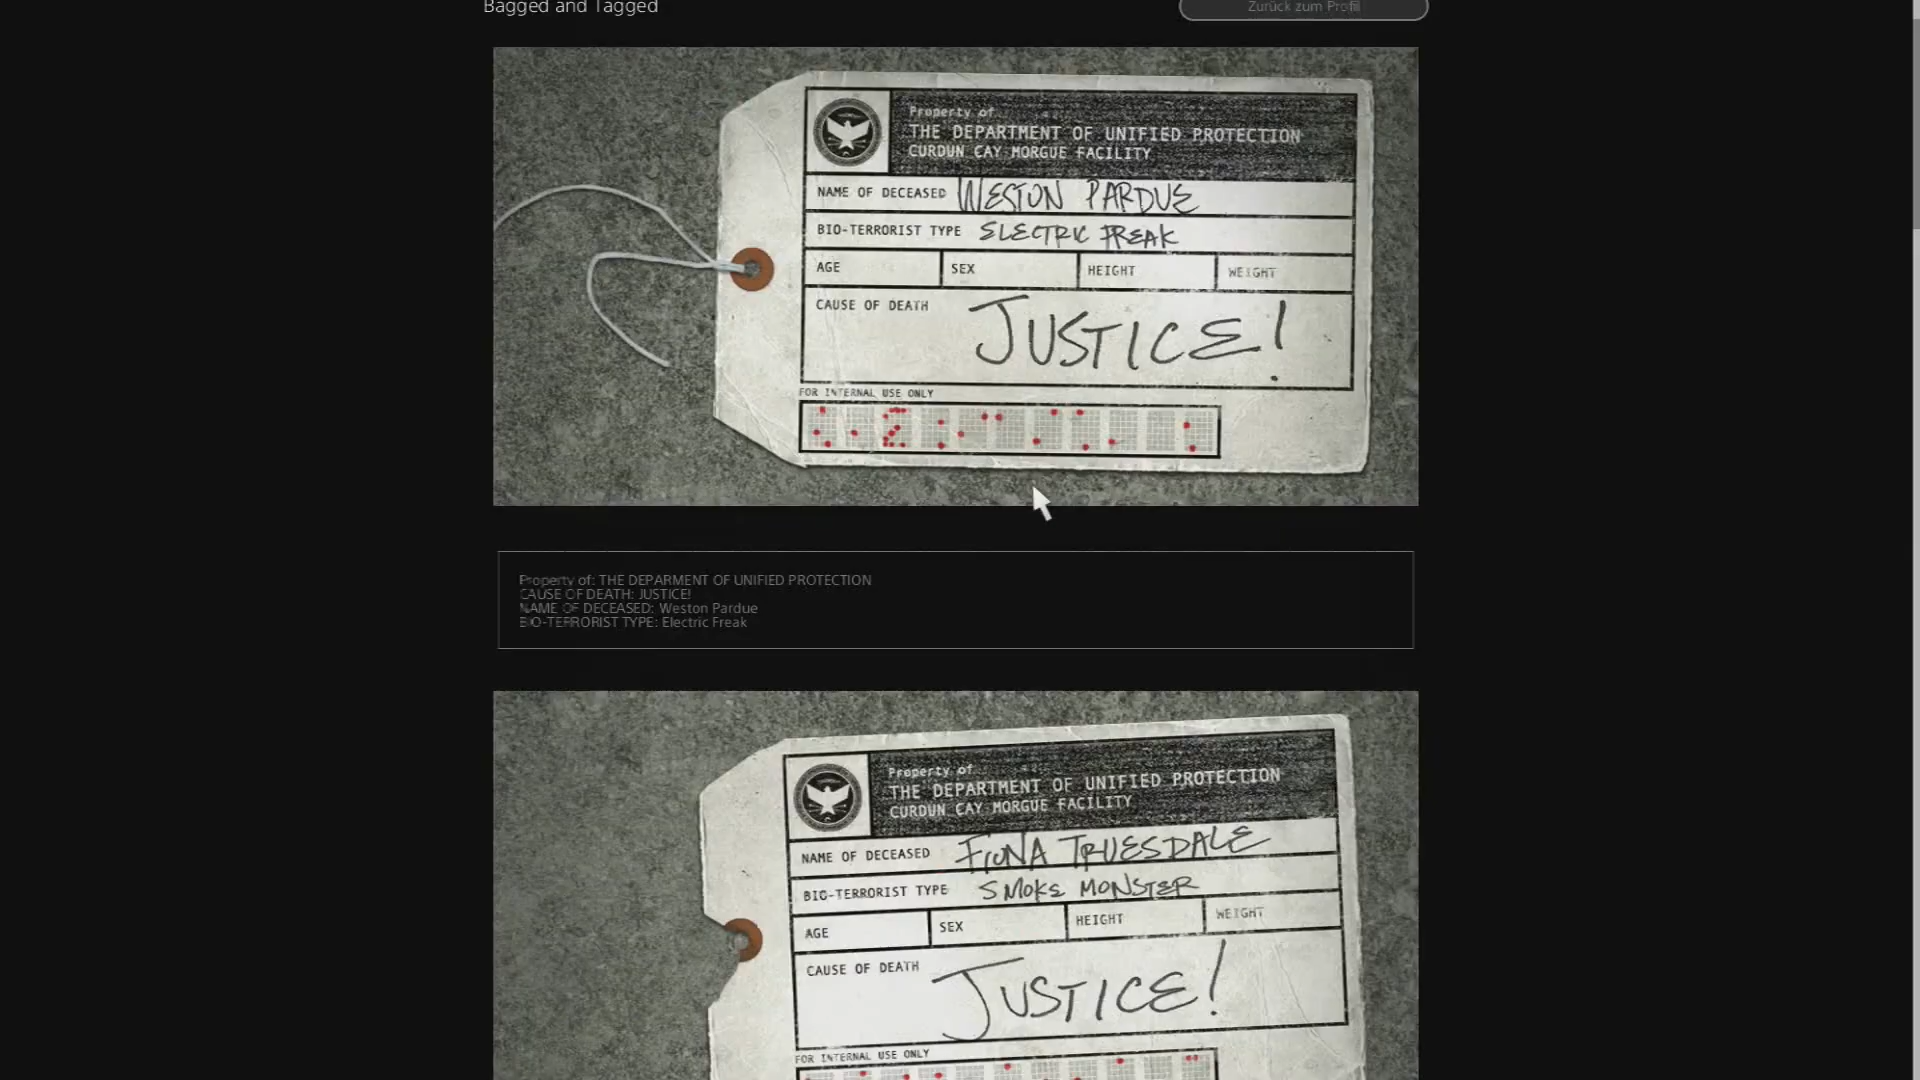 Bagged and Tagged
Zurück zum Profil
Property of
THE DEPARTMENT OF UNIFIED PROTECTION
CURDUN CAY MORGUE FACILITY
NAME OF DECEASED WESTON PARDUE
BIO-TERRORIST TYPE ELECTRIC FREAK
AGE SEX HEIGHT WEIGHT
CAUSE OF DEATH JUSTICE!
FOR INTERNAL USE ONLY
Property of: THE DEPARMENT OF UNIFIED PROTECTION
CAUSE OF DEATH: JUSTICE!
NAME OF DECEASED: Weston Pardue
BIO-TERRORIST TYPE: Electric Freak
Property of
THE DEPARTMENT OF UNIFIED PROTECTION
CURDUN CAY MORGUE FACILITY
NAME OF DECEASED FIONA TRUESDALE
BIO-TERRORIST TYPE SMOKE MONSTER
AGE SEX HEIGHT WEIGHT
CAUSE OF DEATH JUSTICE!
FOR INTERNAL USE ONLY